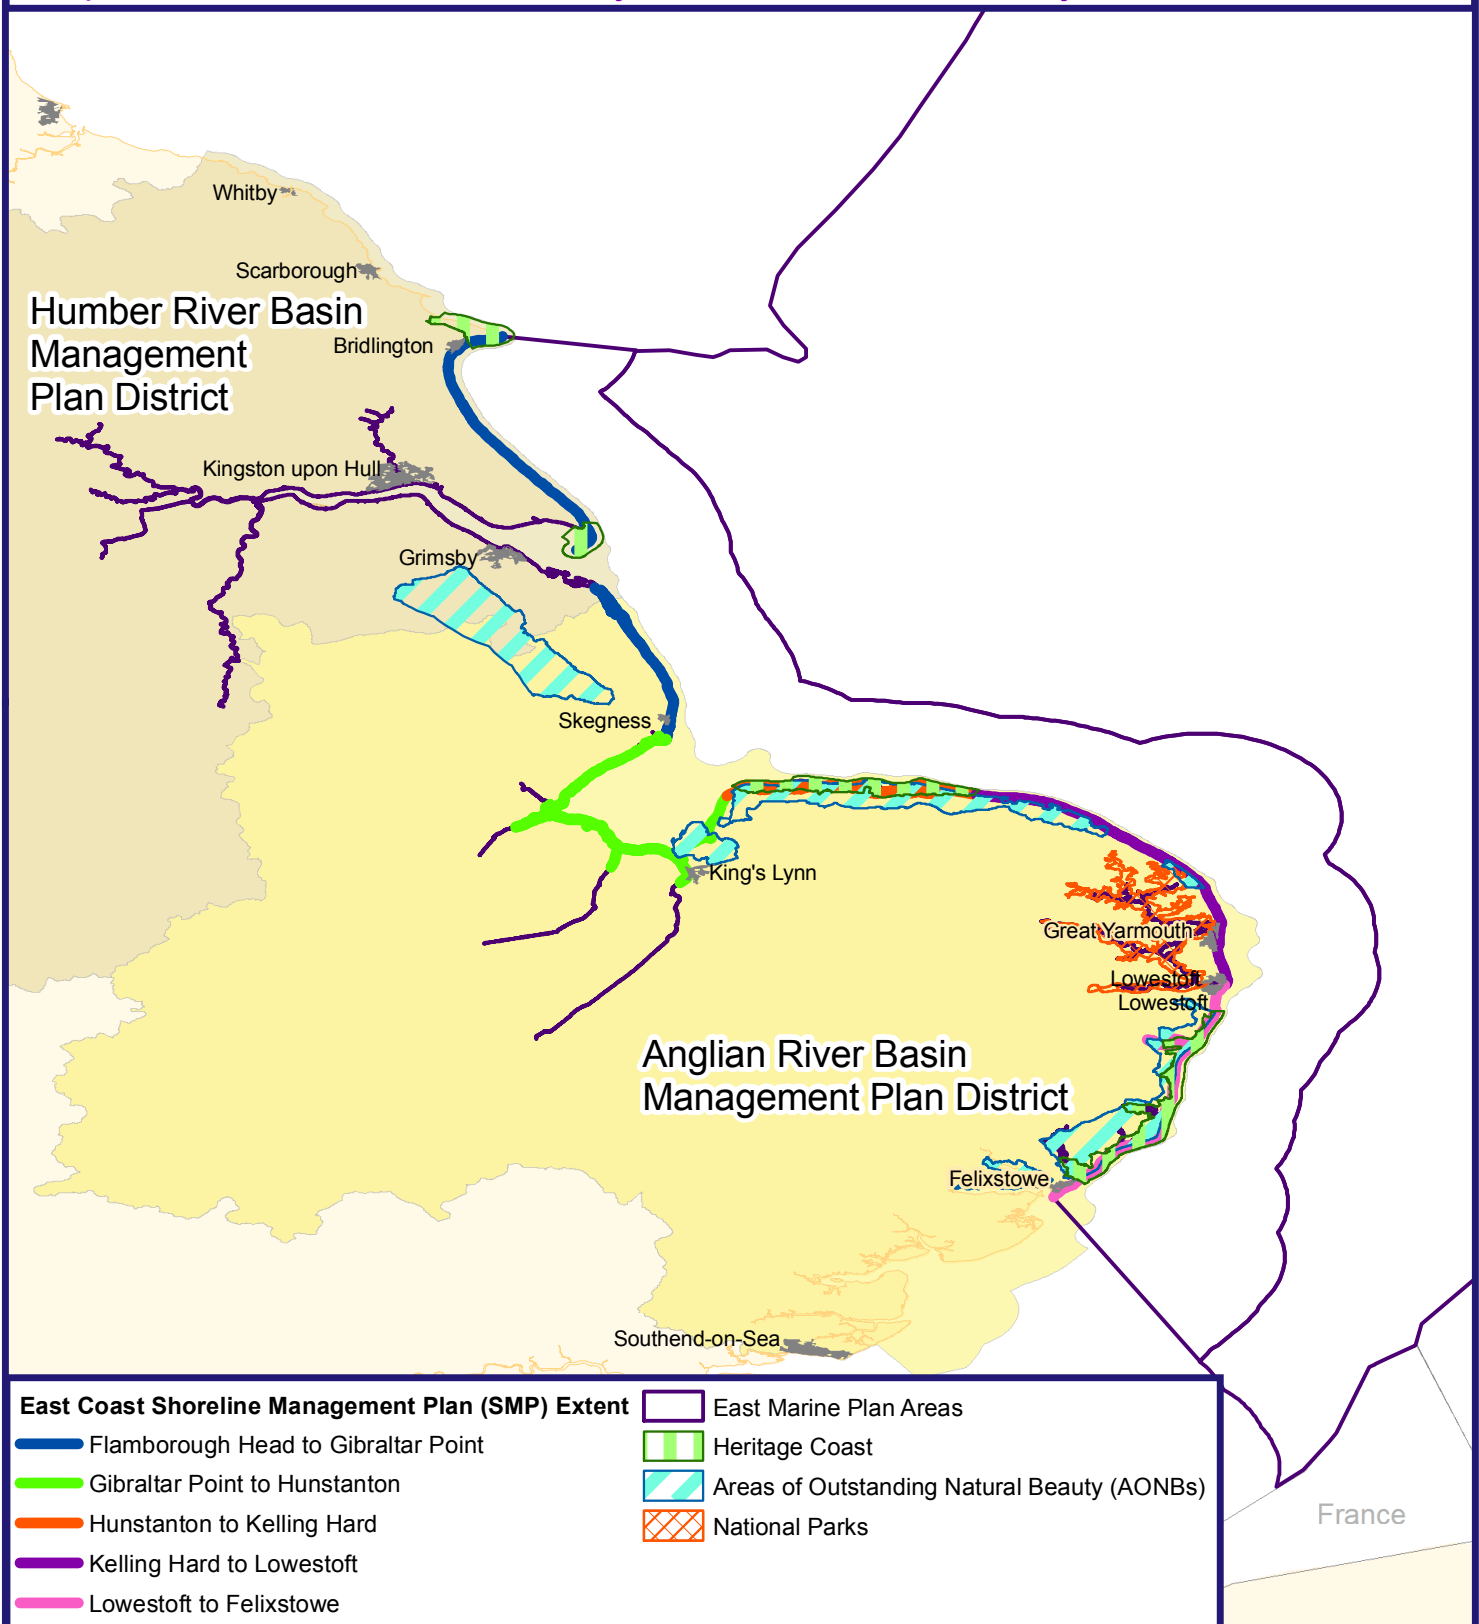 Whitby
Scarborough
Humber River Basin
Management
Plan District
Bridlington
Kingston upon Hull
Grimsby
Skegness
King's Lynn
Great Yarmouth
Lowestoft
Lowestoft
Anglian River Basin
Management Plan District
Felixstowe
Southend-on-Sea
East Coast Shoreline Management Plan (SMP) Extent
Flamborough Head to Gibraltar Point
Gibraltar Point to Hunstanton
Hunstanton to Kelling Hard
Kelling Hard to Lowestoft
Lowestoft to Felixstowe
East Marine Plan Areas
Heritage Coast
Areas of Outstanding Natural Beauty (AONBs)
National Parks
France